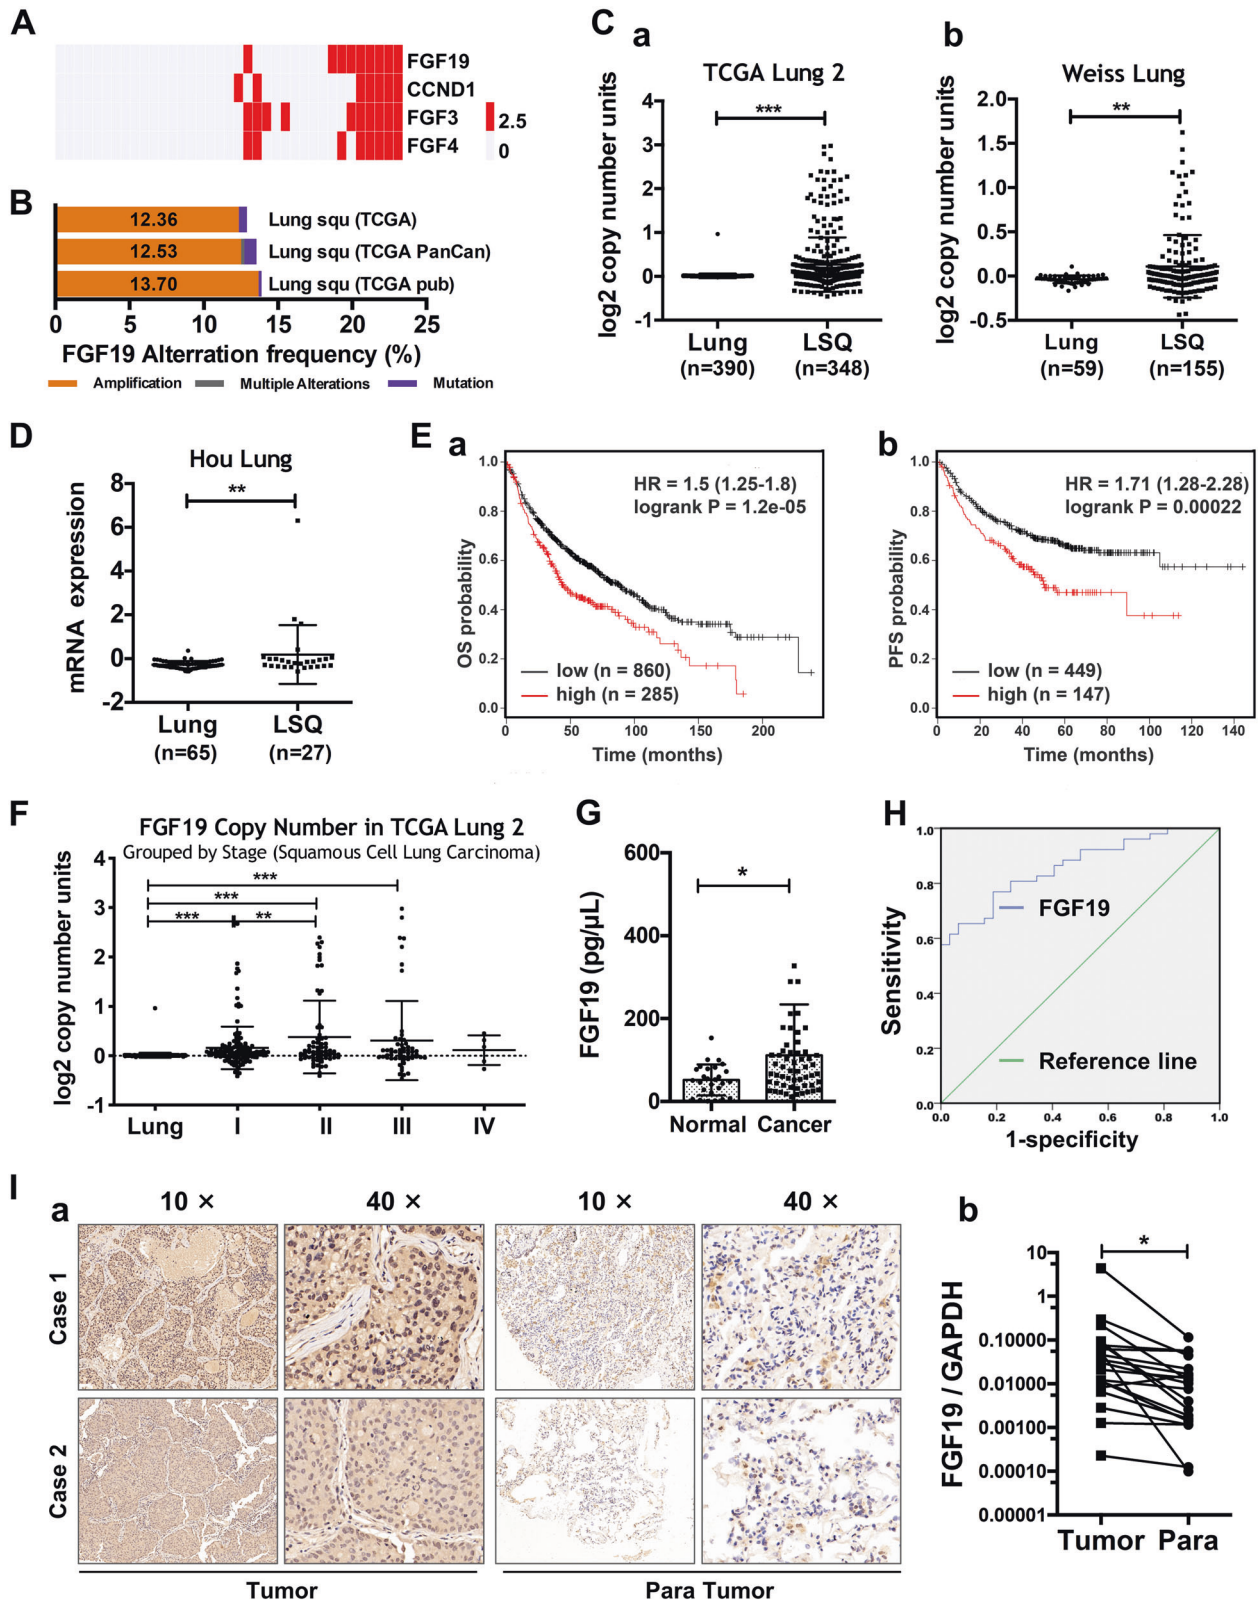 A
FGF19
CCND1
FGF3
FGF4
2.5
0
B
12.36
Lung squ (TCGA)
12.53
Lung squ (TCGA PanCan)
13.70
Lung squ (TCGA pub)
0 5 10 15 20 25
FGF19 Alterration frequency (%)
Amplification Multiple Alterations Mutation
C
a
TCGA Lung 2
log2 copy number units
4
3
2
1
0
-1
***
Lung
(n=390)
LSQ
(n=348)
b
Weiss Lung
log2 copy number units
2.0
1.5
1.0
0.5
0.0
-0.5
**
Lung
(n=59)
LSQ
(n=155)
D
Hou Lung
mRNA expression
8
6
4
2
0
-2
**
Lung
(n=65)
LSQ
(n=27)
E
a
OS probability
1.0
0.8
0.6
0.4
0.2
0.0
HR = 1.5 (1.25-1.8)
logrank P = 1.2e-05
low (n = 860)
high (n = 285)
0 50 100 150 200
Time (months)
b
PFS probability
1.0
0.8
0.6
0.4
0.2
0.0
HR = 1.71 (1.28-2.28)
logrank P = 0.00022
low (n = 449)
high (n = 147)
0 20 40 60 80 100 120 140
Time (months)
F
FGF19 Copy Number in TCGA Lung 2
Grouped by Stage (Squamous Cell Lung Carcinoma)
log2 copy number units
4
3
2
1
0
-1
***
***
*** **
Lung I II III IV
G
FGF19 (pg/μL)
600
400
200
0
*
Normal Cancer
H
Sensitivity
1.0
0.8
0.6
0.4
0.2
0.0
FGF19
Reference line
0.0 0.2 0.4 0.6 0.8 1.0
1-specificity
I
a
10 × 40 × 10 × 40 ×
Case 1
Case 2
Tumor Para Tumor
b
FGF19 / GAPDH
10
1
0.10000
0.01000
0.00100
0.00010
0.00001
*
Tumor Para